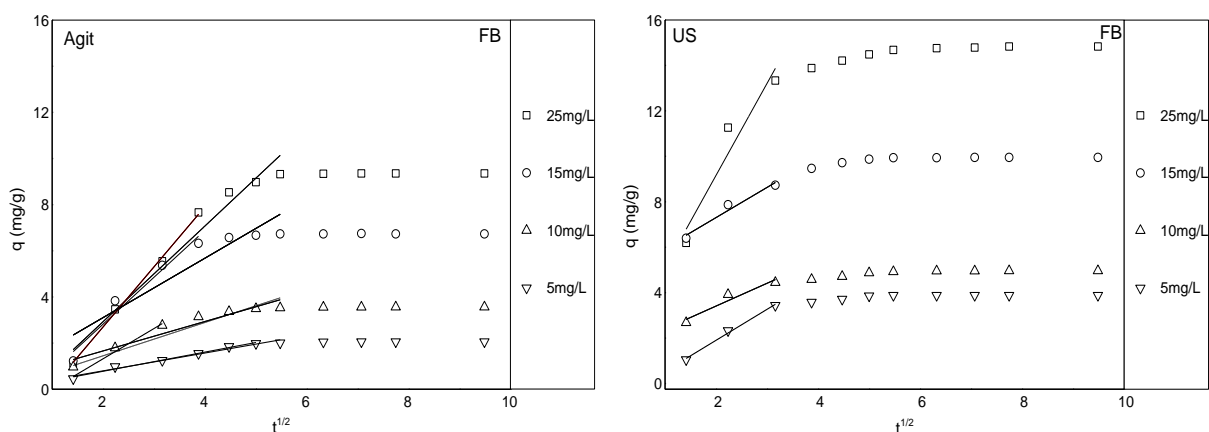 Agit
FB
16
12
8
4
0
q (mg/g)
2
4
6
8
10
t1/2
□ 25mg/L
○ 15mg/L
△ 10mg/L
▽ 5mg/L
US
FB
16
12
8
4
0
q (mg/g)
2
4
6
8
10
t1/2
□ 25mg/L
○ 15mg/L
△ 10mg/L
▽ 5mg/L